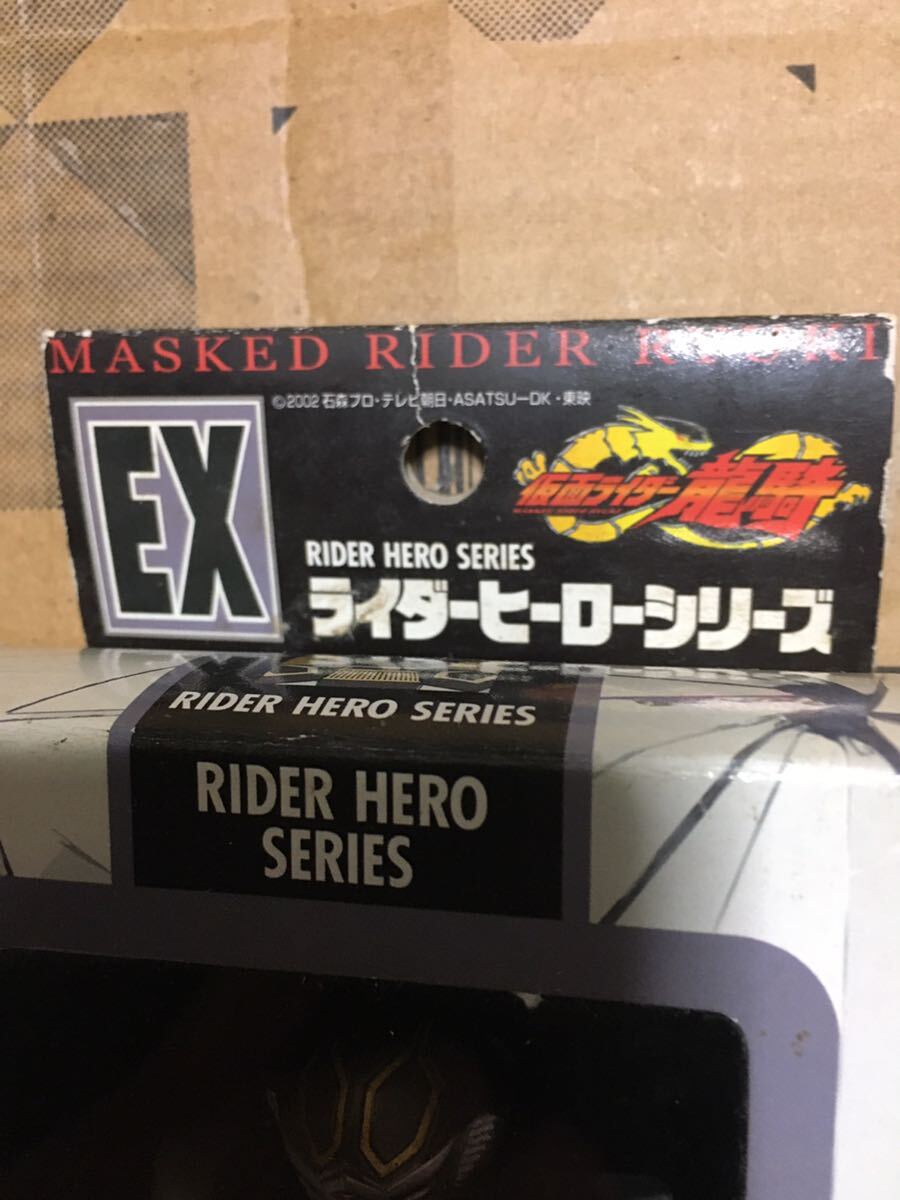 MASKED RIDER RYUKI
©2002 石森プロ・テレビ朝日・ASATSU-DK・東映
EX
仮面ライダー龍騎
RIDER HERO SERIES
ライダーヒーローシリーズ
RIDER HERO SERIES
RIDER HERO
SERIES